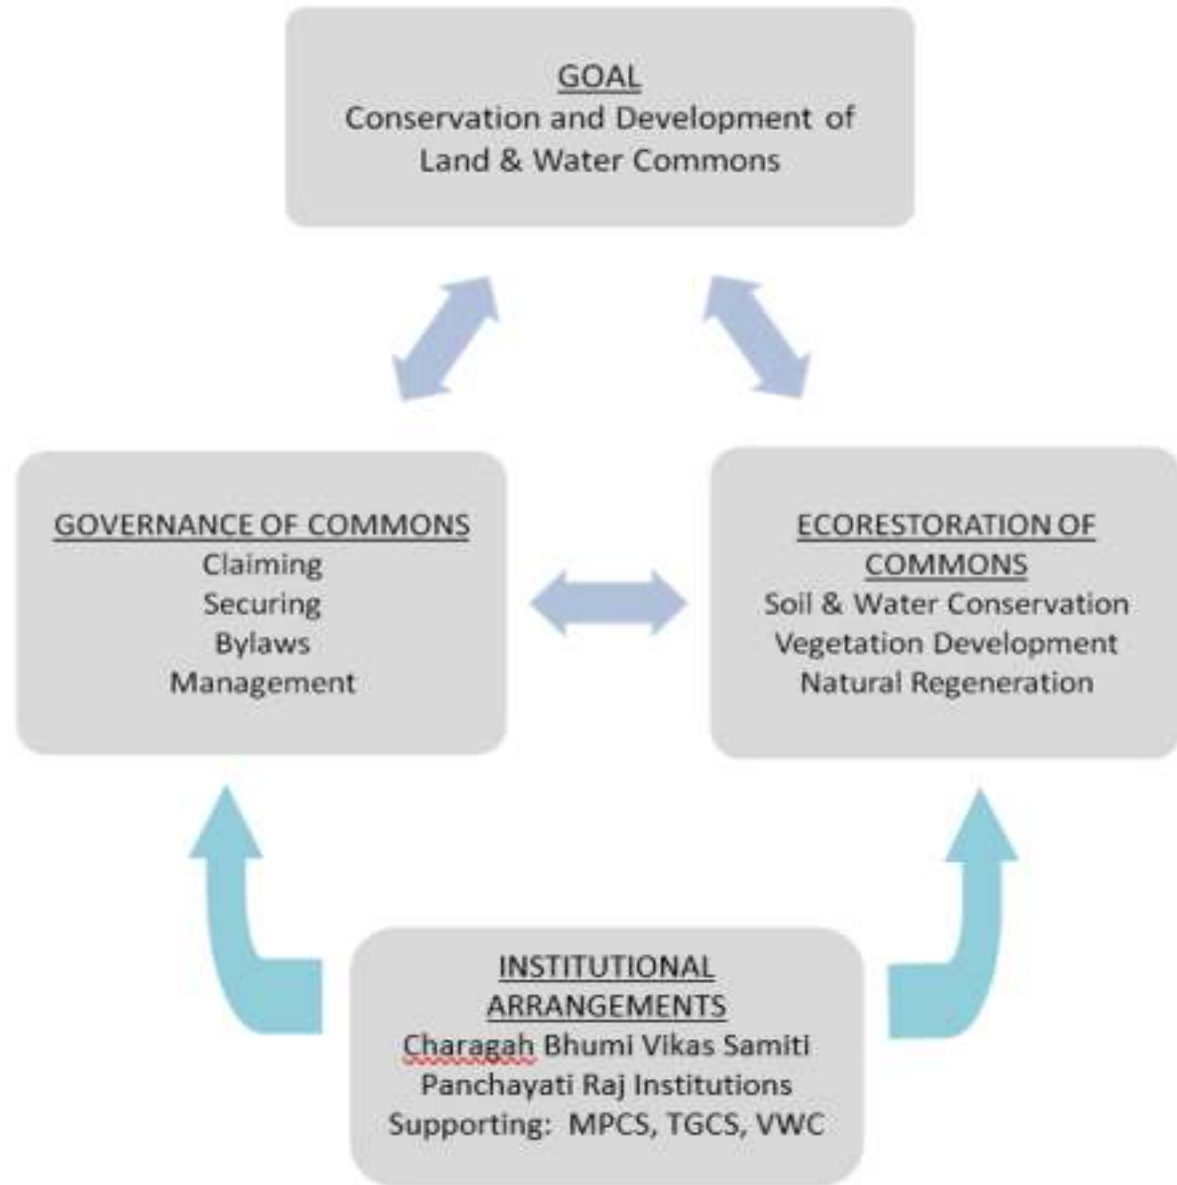 GOAL
Conservation and Development of
Land & Water Commons
GOVERNANCE OF COMMONS
Claiming
Securing
Bylaws
Management
ECORESTORATION OF
COMMONS
Soil & Water Conservation
Vegetation Development
Natural Regeneration
INSTITUTIONAL
ARRANGEMENTS
Charagah Bhumi Vikas Samiti
Panchayati Raj Institutions
Supporting: MPCS, TGCS, VWC